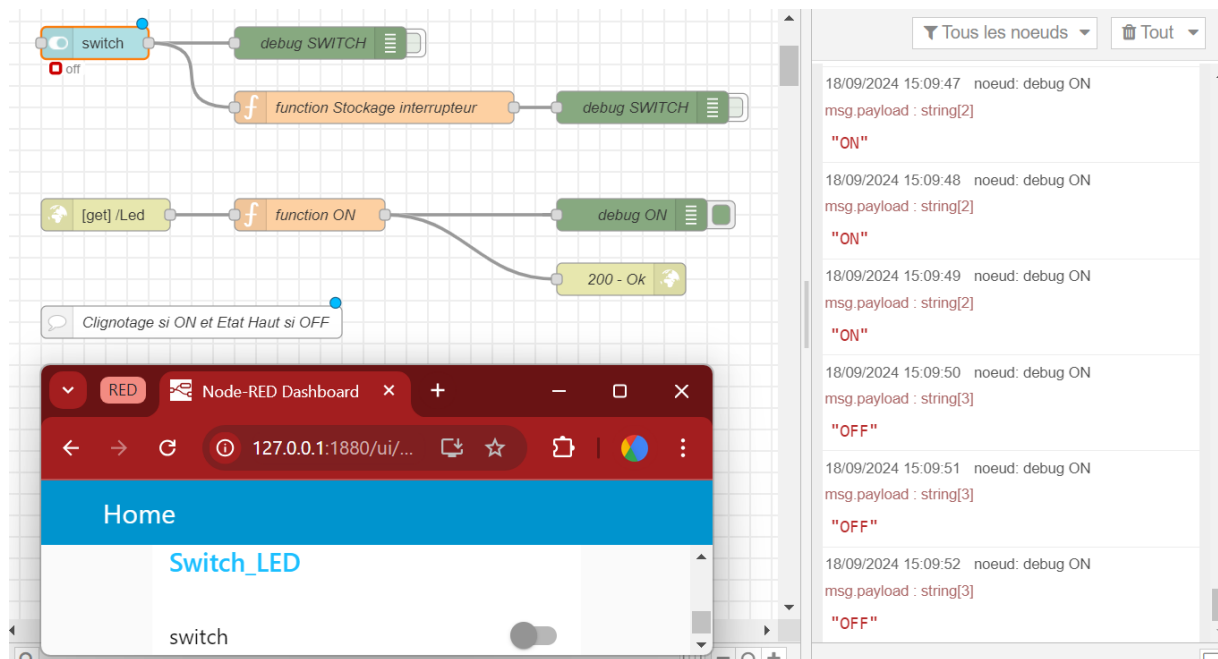 switch
off
debug SWITCH
function Stockage interrupteur
debug SWITCH
[get] /Led
function ON
debug ON
200 - Ok
Clignotage si ON et Etat Haut si OFF
RED
Node-RED Dashboard
127.0.0.1:1880/ui/...
Home
Switch_LED
switch
Tous les noeuds
Tout
18/09/2024 15:09:47 noeud: debug ON
msg.payload : string[2]
"ON"
18/09/2024 15:09:48 noeud: debug ON
msg.payload : string[2]
"ON"
18/09/2024 15:09:49 noeud: debug ON
msg.payload : string[2]
"ON"
18/09/2024 15:09:50 noeud: debug ON
msg.payload : string[3]
"OFF"
18/09/2024 15:09:51 noeud: debug ON
msg.payload : string[3]
"OFF"
18/09/2024 15:09:52 noeud: debug ON
msg.payload : string[3]
"OFF"